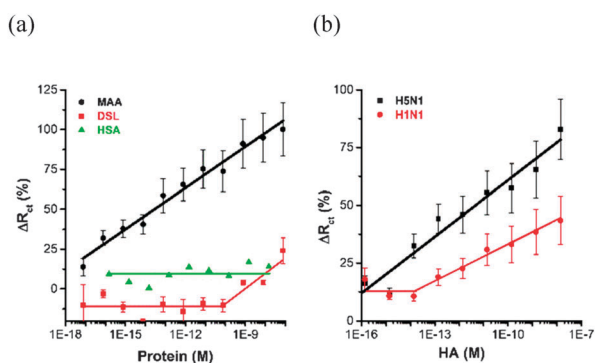 (a)
(b)
125
100
75
50
25
0
ΔRct (%)
MAA
DSL
HSA
1E-18
1E-15
1E-12
1E-9
Protein (M)
100
75
50
25
0
ΔRct (%)
H5N1
H1N1
1E-16
1E-13
1E-10
1E-7
HA (M)